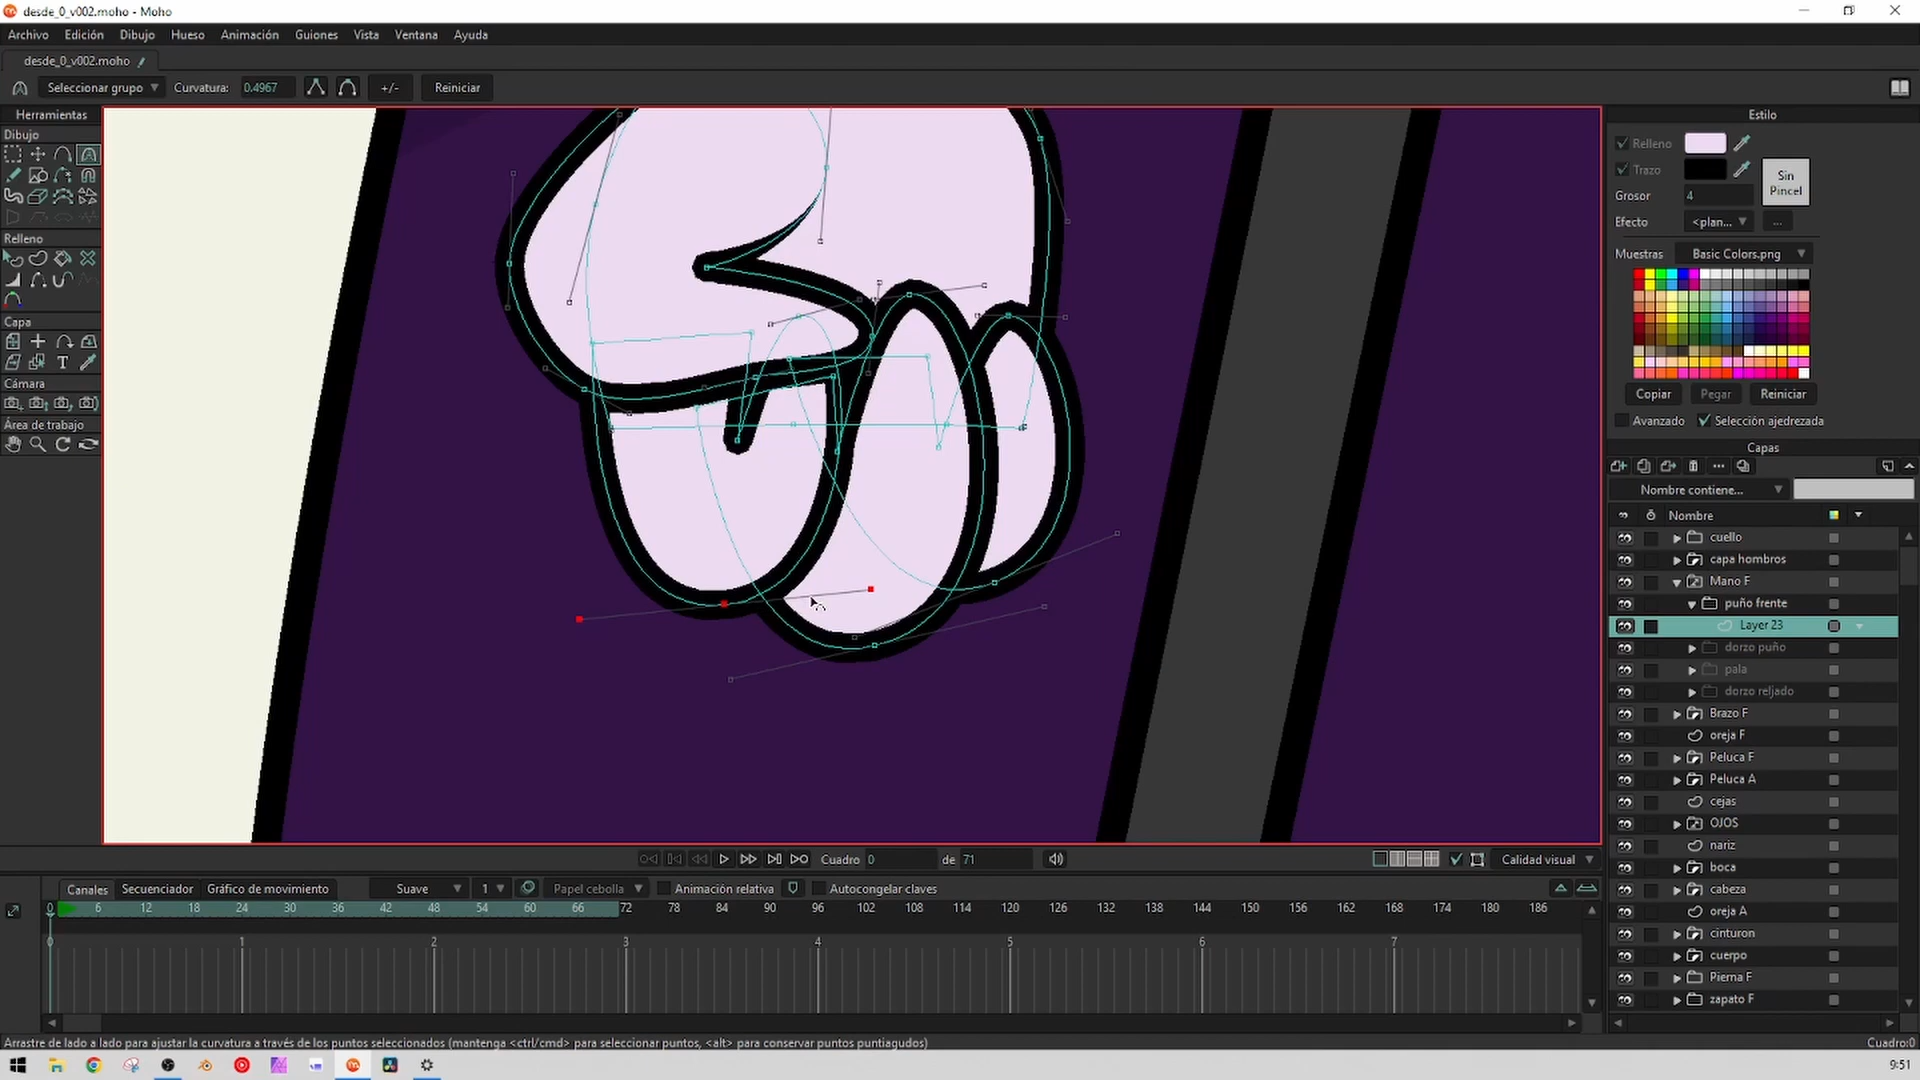 desde_0_v002.moho - Moho
Archivo Edición Dibujo Hueso Animación Guiones Vista Ventana Ayuda
desde_0_v002.moho
Seleccionar grupo Curvatura: 0.4967 +/- Reiniciar
Herramientas
Dibujo
Relleno
Capa
Cámara
Área de trabajo
Estilo
Relleno
Trazo
Sin Pincel
Grosor 4
Efecto <plan... ...
Muestras Basic Colors.png
Copiar Pegar Reiniciar
Avanzado Selección ajedrezada
Capas
Nombre contiene...
Nombre
cuello
capa hombros
Mano F
puño frente
Layer 23
dorzo puño
pala
dorzo reljado
Brazo F
oreja F
Peluca F
Peluca A
cejas
OJOS
nariz
boca
cabeza
oreja A
cinturon
cuerpo
Pierna F
zapato F
Cuadro 0 de 71 Calidad visual
Canales Secuenciador Gráfico de movimiento Suave 1 Papel cebolla Animación relativa Autocongelar claves
0 6 12 18 24 30 36 42 48 54 60 66 72 78 84 90 96 102 108 114 120 126 132 138 144 150 156 162 168 174 180 186
0 1 2 3 4 5 6 7
Arrastre de lado a lado para ajustar la curvatura a través de los puntos seleccionados (mantenga <ctrl/cmd> para seleccionar puntos, <alt> para conservar puntos puntiagudos) Cuadro:0
9:51